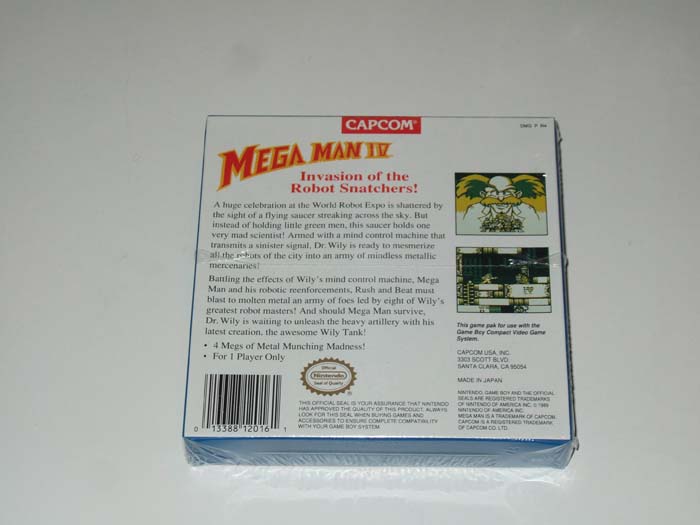 CAPCOM®
DMG P
MEGA MAN IV
Invasion of the
Robot Snatchers!
A huge celebration at the World Robot Expo is shattered by
the sight of a flying saucer streaking across the sky. But
instead of holding little green men, this saucer holds one
very mad scientist! Armed with a mind control machine that
transmits a sinister signal, Dr. Wily is ready to mesmerize
all the robots of the city into an army of mindless metallic
mercenaries!
Battling the effects of Wily's mind control machine, Mega
Man and his robotic reenforcements, Rush and Beat must
blast to molten metal an army of foes led by eight of Wily's
greatest robot masters! And should Mega Man survive,
Dr. Wily is waiting to unleash the heavy artillery with his
latest creation, the awesome Wily Tank!
• 4 Megs of Metal Munching Madness!
• For 1 Player Only
This game pak for use with the
Game Boy Compact Video Game
System.
CAPCOM USA, INC.
3303 SCOTT BLVD.
SANTA CLARA, CA 95054
MADE IN JAPAN
NINTENDO, GAME BOY AND THE OFFICIAL
SEALS ARE REGISTERED TRADEMARKS
OF NINTENDO OF AMERICA INC. © 1989
NINTENDO OF AMERICA INC.
MEGA MAN IS A TRADEMARK OF CAPCOM.
CAPCOM IS A REGISTERED TRADEMARK
OF CAPCOM CO. LTD.
Official
Nintendo
Seal of Quality
THIS OFFICIAL SEAL IS YOUR ASSURANCE THAT NINTENDO
HAS APPROVED THE QUALITY OF THIS PRODUCT. ALWAYS
LOOK FOR THIS SEAL WHEN BUYING GAMES AND
ACCESSORIES TO ENSURE COMPLETE COMPATIBILITY
WITH YOUR GAME BOY SYSTEM.
0 13388 12016 1